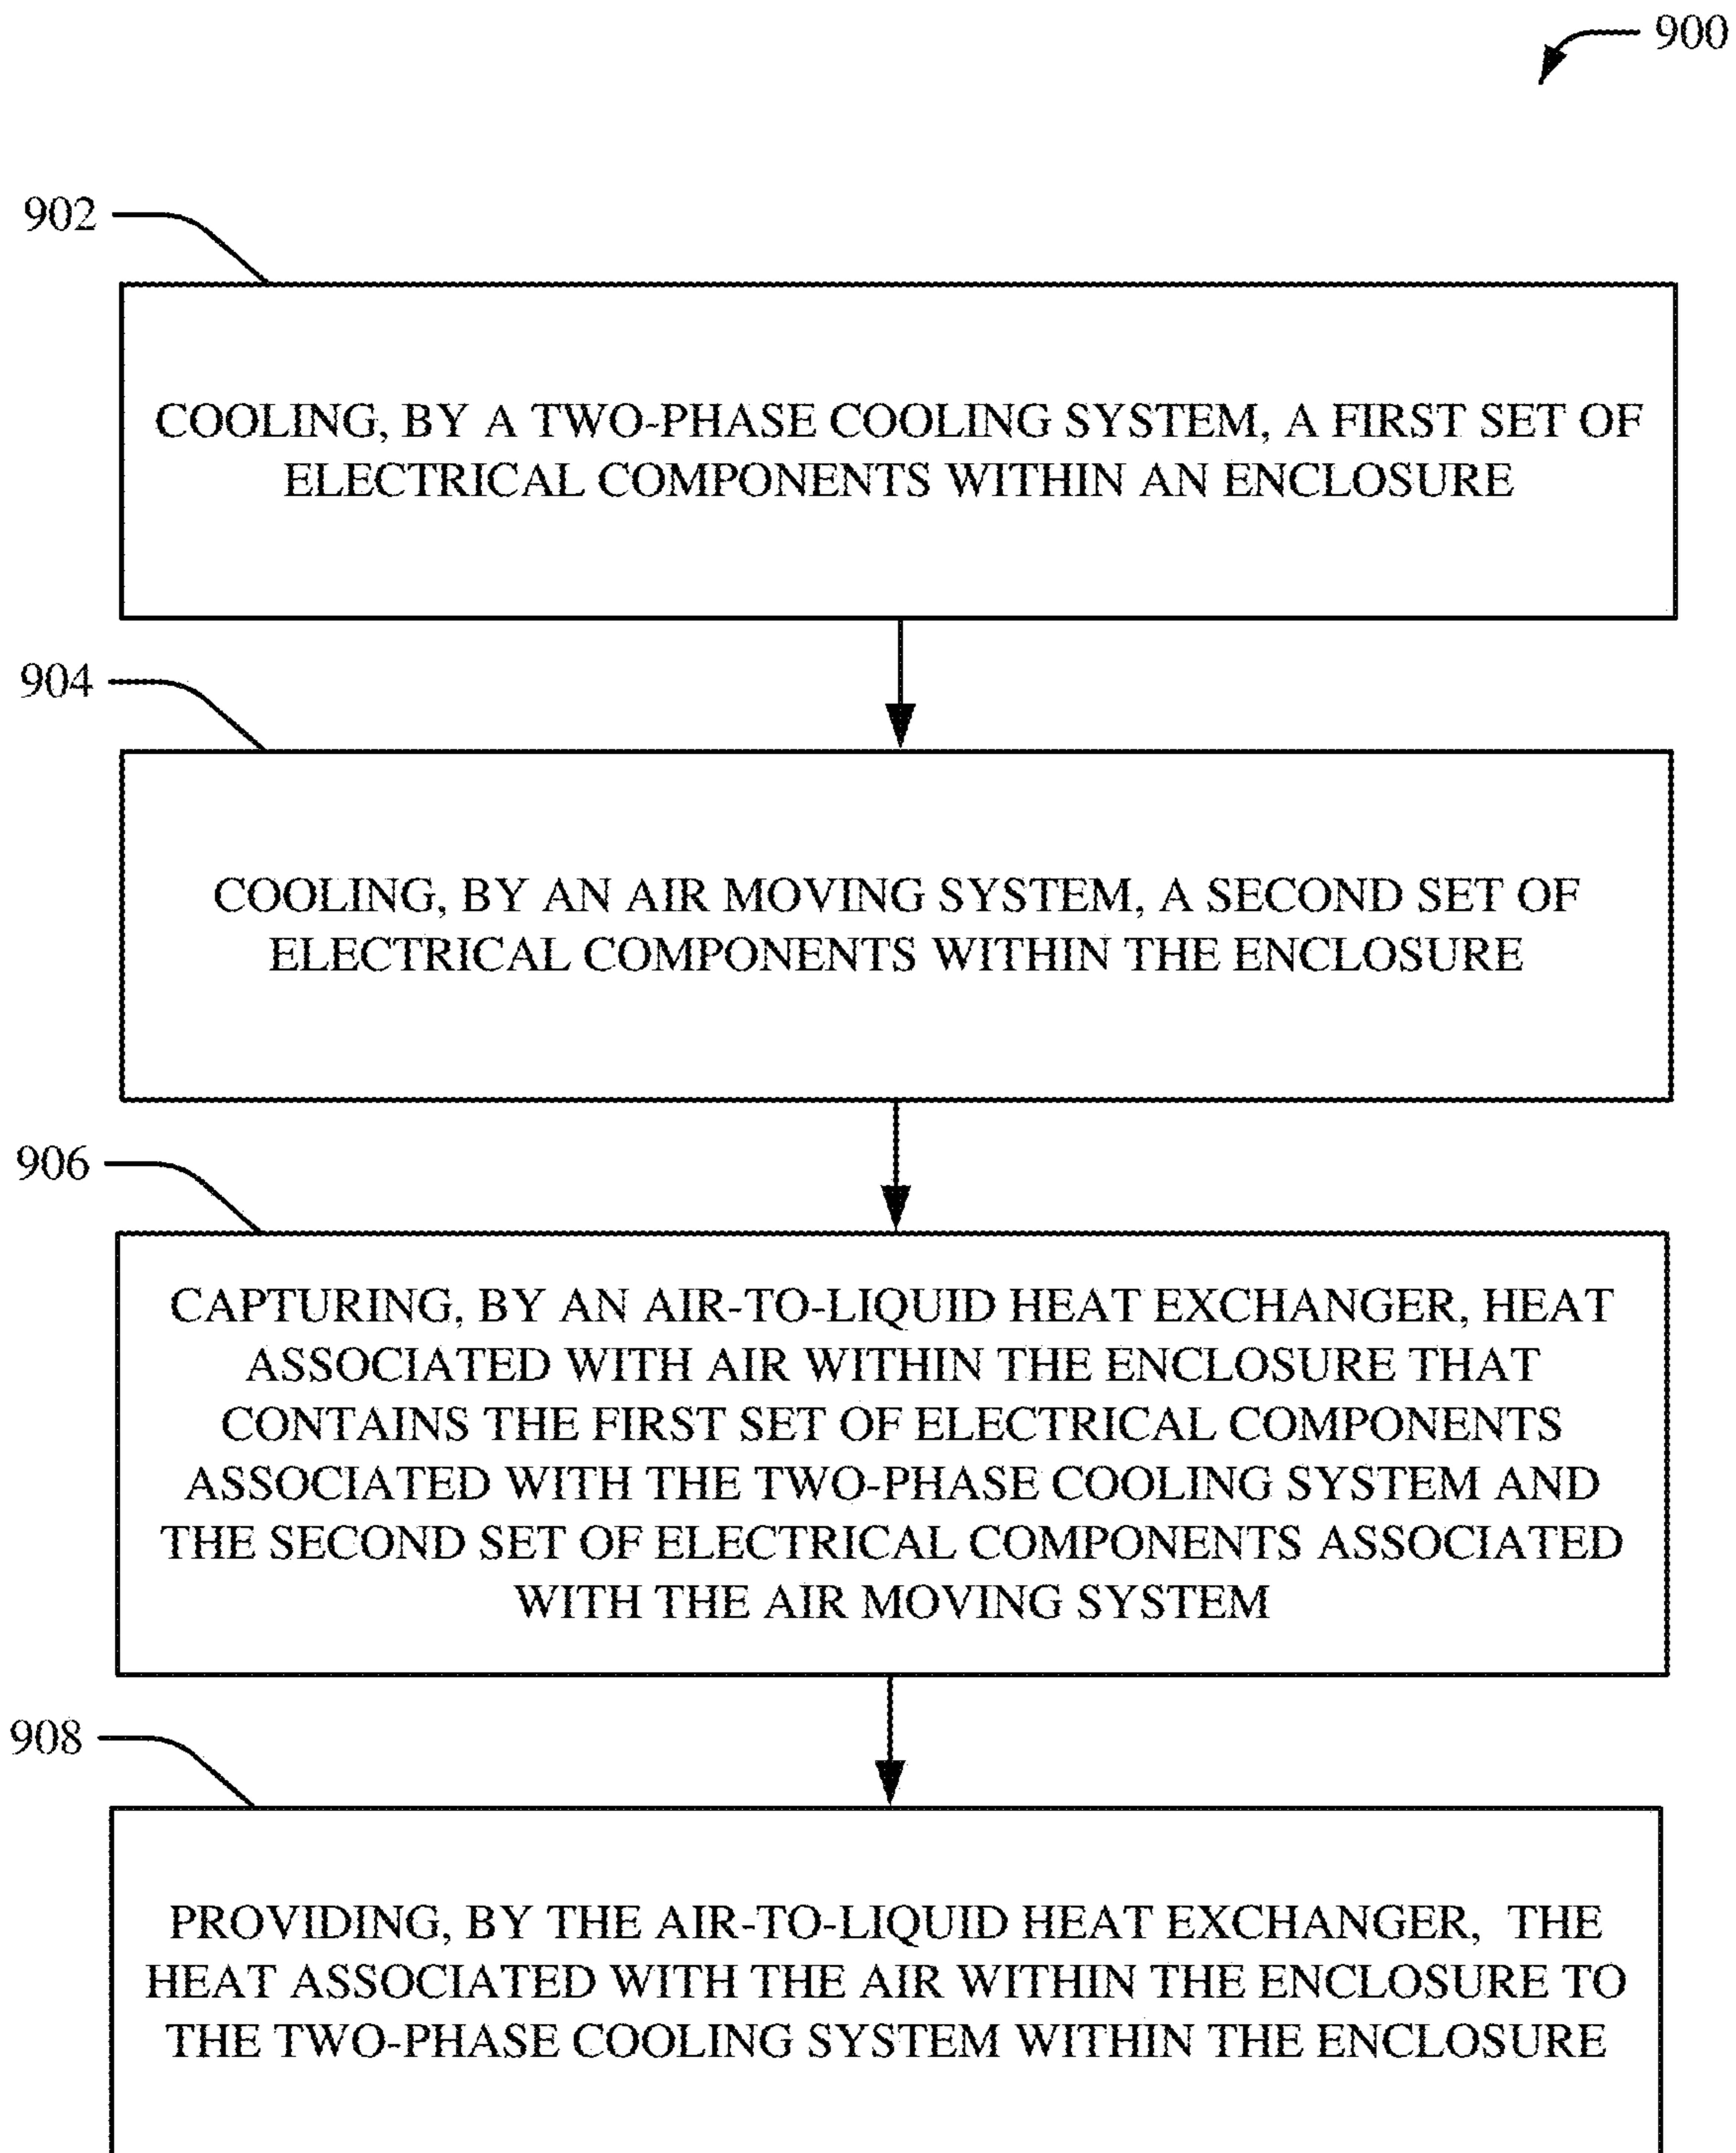 900
902
COOLING, BY A TWO-PHASE COOLING SYSTEM, A FIRST SET OF
ELECTRICAL COMPONENTS WITHIN AN ENCLOSURE
904
COOLING, BY AN AIR MOVING SYSTEM, A SECOND SET OF
ELECTRICAL COMPONENTS WITHIN THE ENCLOSURE
906
CAPTURING, BY AN AIR-TO-LIQUID HEAT EXCHANGER, HEAT
ASSOCIATED WITH AIR WITHIN THE ENCLOSURE THAT
CONTAINS THE FIRST SET OF ELECTRICAL COMPONENTS
ASSOCIATED WITH THE TWO-PHASE COOLING SYSTEM AND
THE SECOND SET OF ELECTRICAL COMPONENTS ASSOCIATED
WITH THE AIR MOVING SYSTEM
908
PROVIDING, BY THE AIR-TO-LIQUID HEAT EXCHANGER, THE
HEAT ASSOCIATED WITH THE AIR WITHIN THE ENCLOSURE TO
THE TWO-PHASE COOLING SYSTEM WITHIN THE ENCLOSURE